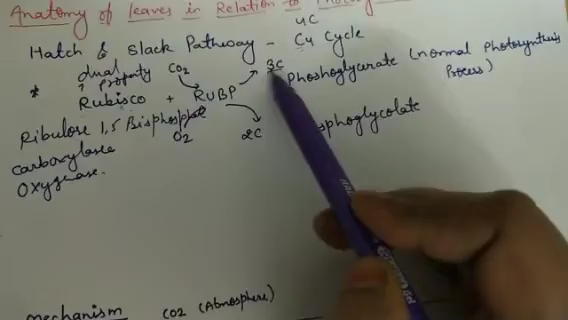 Anatomy of leaves in Relation to
4C
Hatch & Slack Pathway - C4 Cycle
dual property CO2
* Rubisco + RUBP 3C Phoshoglycerate (normal Photosynthesis Process)
Ribulose 1,5 Bisphosphate O2 2C sphoglycolate
carboxylase
Oxygenase.
mechanism CO2 (Atmosphere)